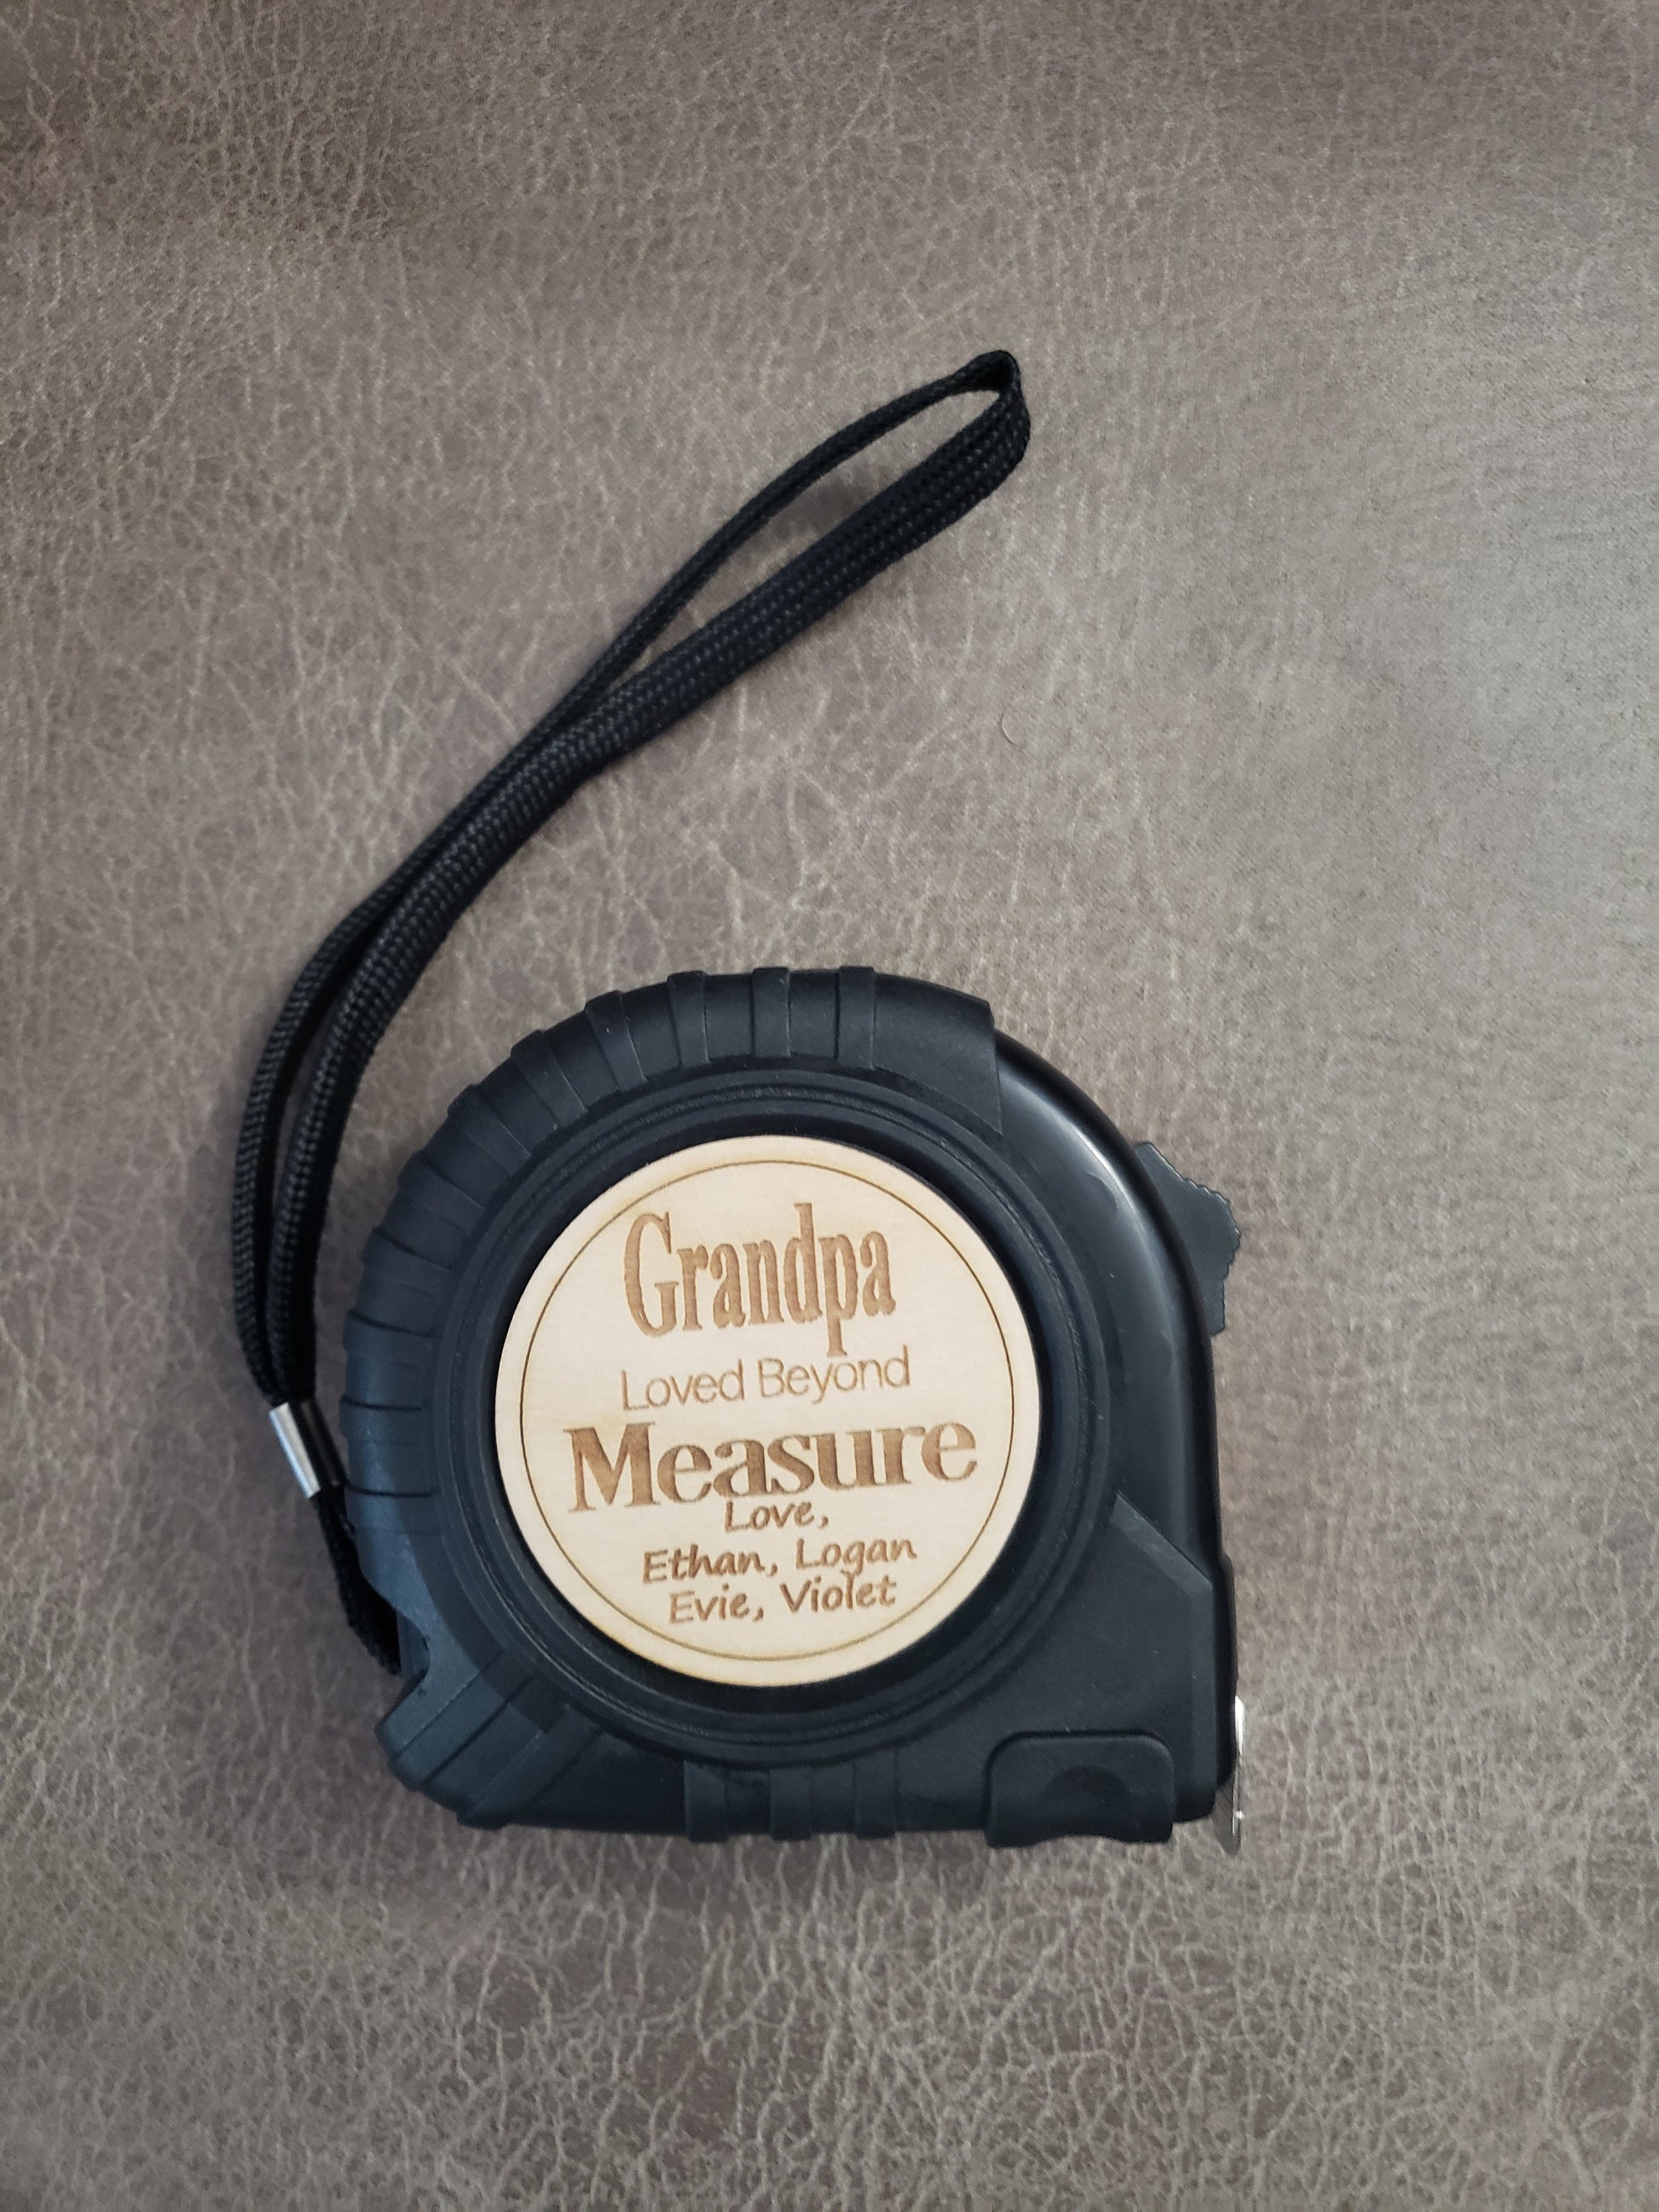 Grandpa
Loved Beyond
Measure
Love,
Ethan, Logan
Evie, Violet